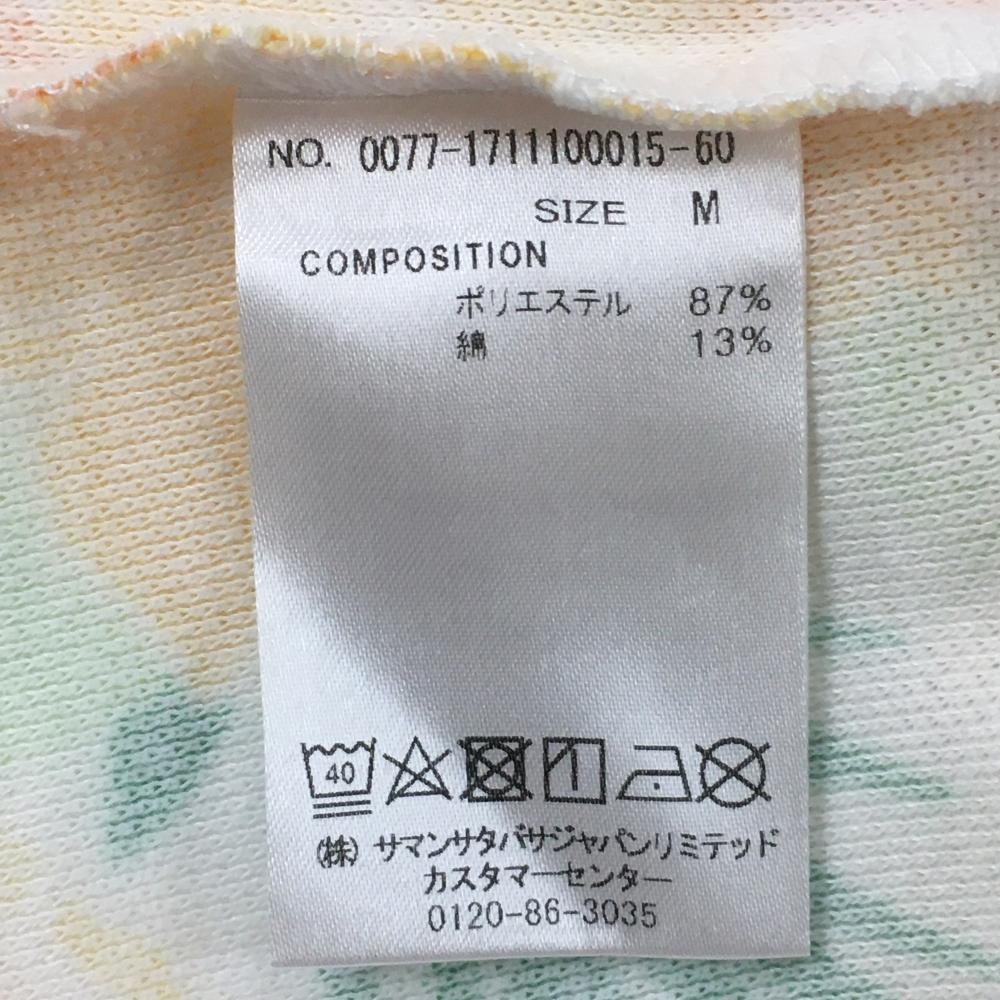 NO. 0077-1711100015-60
SIZE M
COMPOSITION
ポリエステル 87%
綿 13%
40
(株) サマンサタバサジャパンリミテッド
カスタマーセンター
0120-86-3035